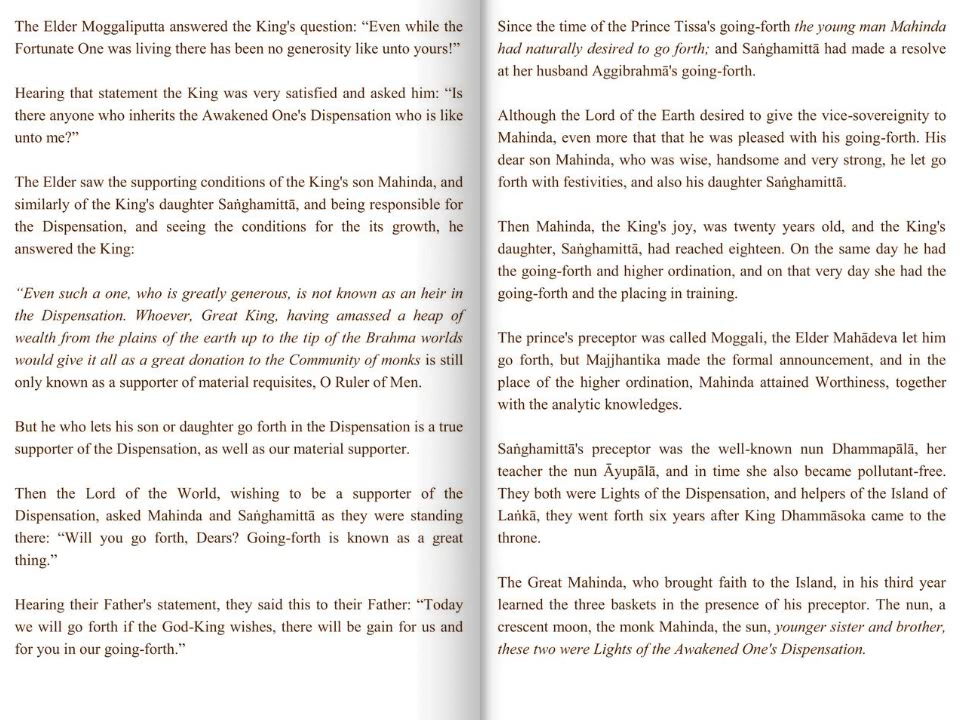 The Elder Moggaliputta answered the King's question: “Even while the
Fortunate One was living there has been no generosity like unto yours!”
Hearing that statement the King was very satisfied and asked him: “Is
there anyone who inherits the Awakened One's Dispensation who is like
unto me?”
The Elder saw the supporting conditions of the King's son Mahinda, and
similarly of the King's daughter Saṅghamittā, and being responsible for
the Dispensation, and seeing the conditions for the its growth, he
answered the King:
“Even such a one, who is greatly generous, is not known as an heir in
the Dispensation. Whoever, Great King, having amassed a heap of
wealth from the plains of the earth up to the tip of the Brahma worlds
would give it all as a great donation to the Community of monks is still
only known as a supporter of material requisites, O Ruler of Men.
But he who lets his son or daughter go forth in the Dispensation is a true
supporter of the Dispensation, as well as our material supporter.
Then the Lord of the World, wishing to be a supporter of the
Dispensation, asked Mahinda and Saṅghamittā as they were standing
there: “Will you go forth, Dears? Going-forth is known as a great
thing.”
Hearing their Father's statement, they said this to their Father: “Today
we will go forth if the God-King wishes, there will be gain for us and
for you in our going-forth.”
Since the time of the Prince Tissa's going-forth the young man Mahinda
had naturally desired to go forth; and Saṅghamittā had made a resolve
at her husband Aggibrahmā's going-forth.
Although the Lord of the Earth desired to give the vice-sovereignity to
Mahinda, even more that that he was pleased with his going-forth. His
dear son Mahinda, who was wise, handsome and very strong, he let go
forth with festivities, and also his daughter Saṅghamittā.
Then Mahinda, the King's joy, was twenty years old, and the King's
daughter, Saṅghamittā, had reached eighteen. On the same day he had
the going-forth and higher ordination, and on that very day she had the
going-forth and the placing in training.
The prince's preceptor was called Moggali, the Elder Mahādeva let him
go forth, but Majjhantika made the formal announcement, and in the
place of the higher ordination, Mahinda attained Worthiness, together
with the analytic knowledges.
Saṅghamittā's preceptor was the well-known nun Dhammapālā, her
teacher the nun Āyupālā, and in time she also became pollutant-free.
They both were Lights of the Dispensation, and helpers of the Island of
Laṅkā, they went forth six years after King Dhammāsoka came to the
throne.
The Great Mahinda, who brought faith to the Island, in his third year
learned the three baskets in the presence of his preceptor. The nun, a
crescent moon, the monk Mahinda, the sun, younger sister and brother,
these two were Lights of the Awakened One's Dispensation.